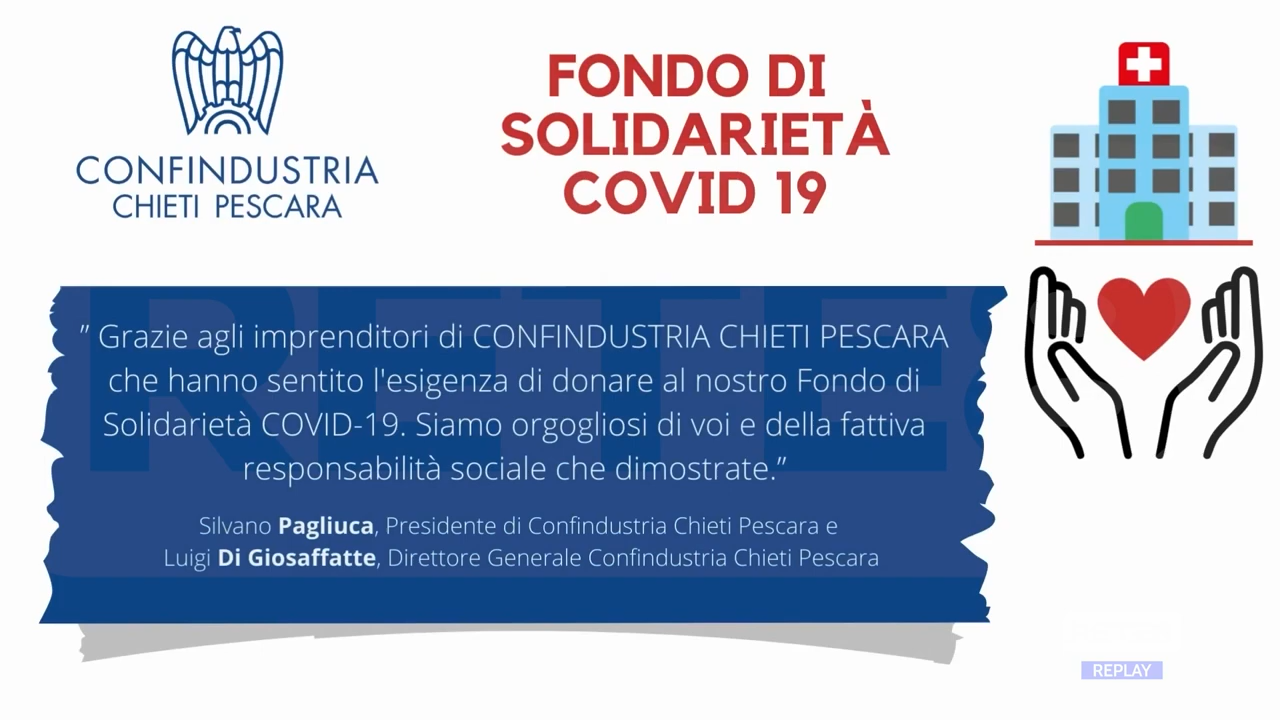 CONFINDUSTRIA
CHIETI PESCARA
FONDO DI
SOLIDARIETÀ
COVID 19
” Grazie agli imprenditori di CONFINDUSTRIA CHIETI PESCARA
che hanno sentito l'esigenza di donare al nostro Fondo di
Solidarietà COVID-19. Siamo orgogliosi di voi e della fattiva
responsabilità sociale che dimostrate.”
Silvano Pagliuca, Presidente di Confindustria Chieti Pescara e
Luigi Di Giosaffatte, Direttore Generale Confindustria Chieti Pescara
REPLAY